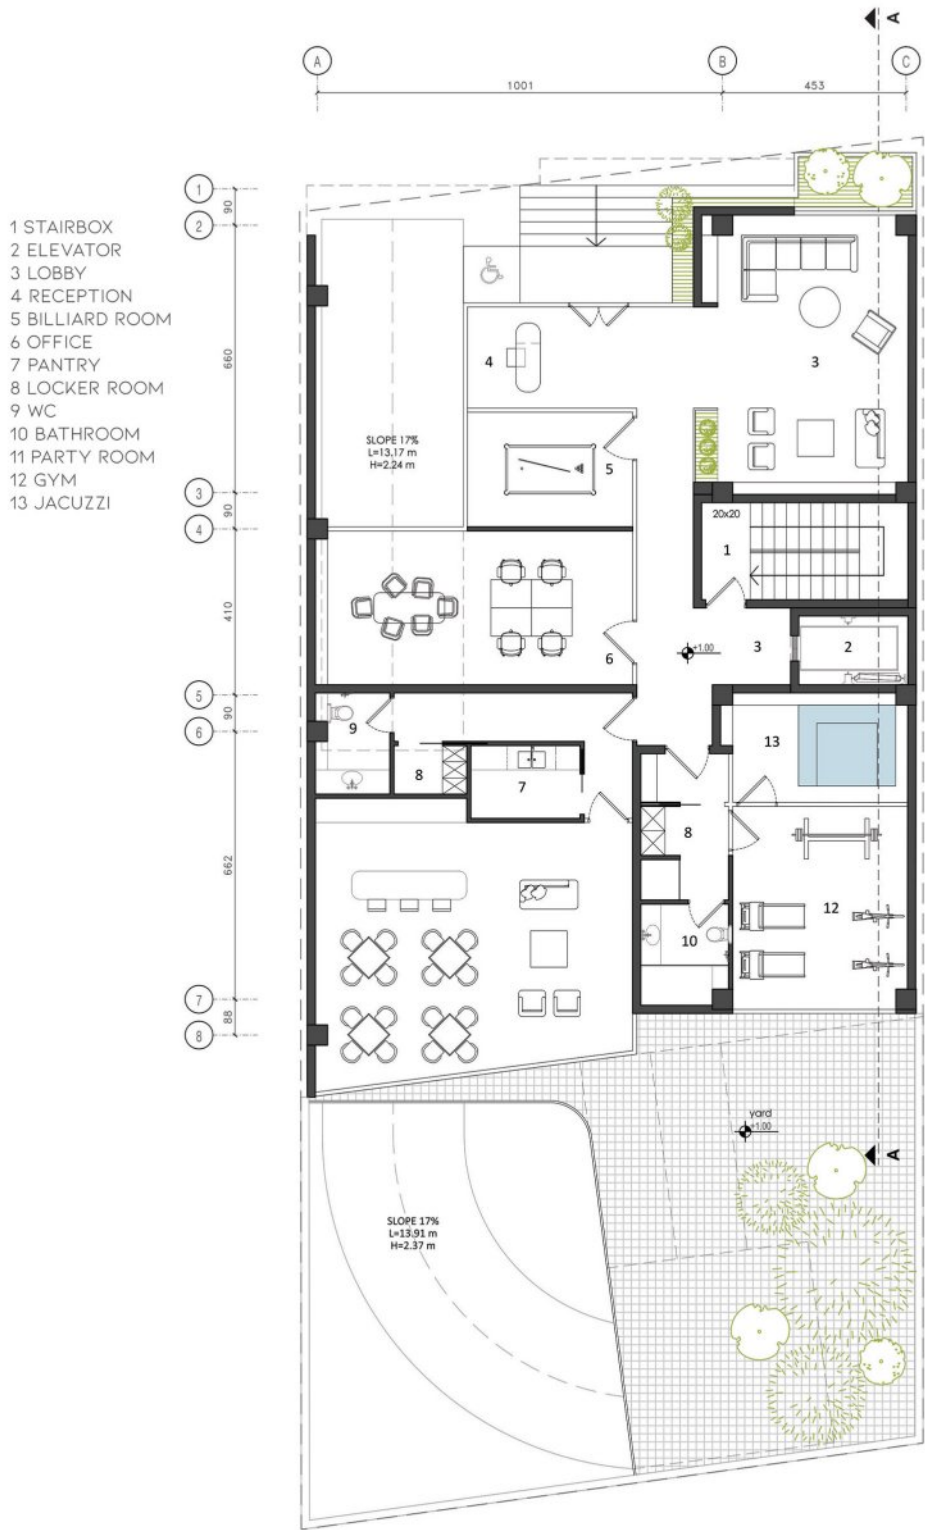 A
A
B
C
1001
453
1
90
2
1 STAIRBOX
2 ELEVATOR
3 LOBBY
4 RECEPTION
5 BILLIARD ROOM
6 OFFICE
7 PANTRY
8 LOCKER ROOM
9 WC
10 BATHROOM
11 PARTY ROOM
12 GYM
13 JACUZZI
660
4
3
SLOPE 17%
L=13.17 m
H=2.24 m
5
3
90
4
20x20
1
410
6
+1.00
3
2
5
90
6
9
8
7
13
8
662
12
10
7
88
8
yard
+1.00
A
SLOPE 17%
L=13.91 m
H=2.37 m